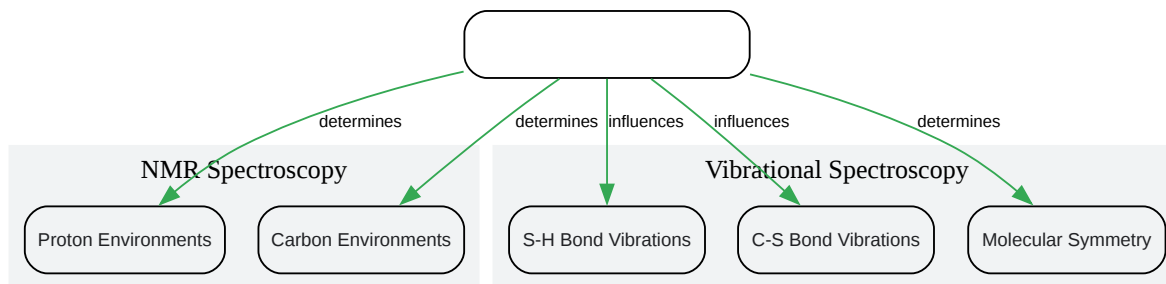 determines
determines
influences
influences
determines
NMR Spectroscopy
Vibrational Spectroscopy
Proton Environments
Carbon Environments
S-H Bond Vibrations
C-S Bond Vibrations
Molecular Symmetry